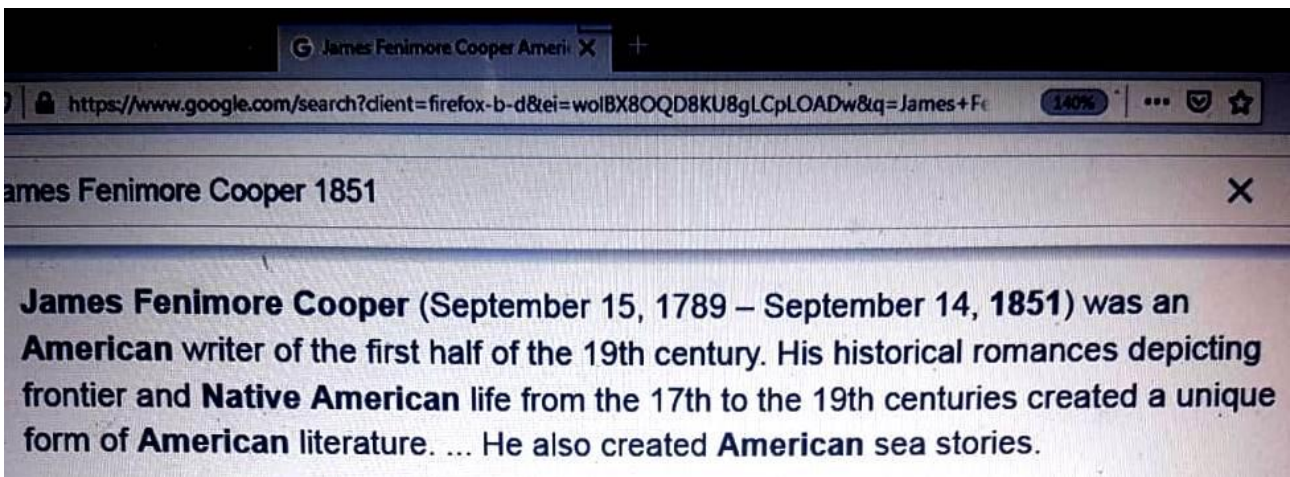 G James Fenimore Cooper Ameri
https://www.google.com/search?client=firefox-b-d&ei=wolBX8OQD8KU8gLCpLOADw&q=James+Fe 140%
ames Fenimore Cooper 1851
James Fenimore Cooper (September 15, 1789 – September 14, 1851) was an
American writer of the first half of the 19th century. His historical romances depicting
frontier and Native American life from the 17th to the 19th centuries created a unique
form of American literature. ... He also created American sea stories.